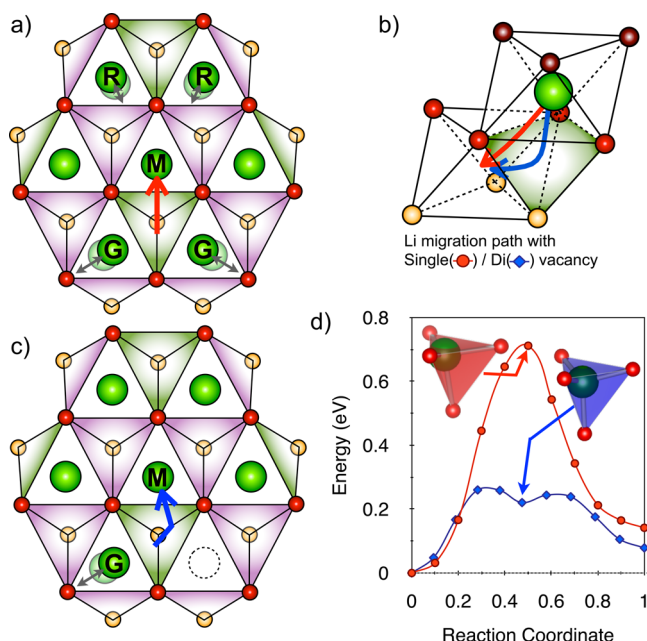 a)
R R
M
G G
b)
Li migration path with
Single(●) / Di(◆) vacancy
c)
M
G
d)
0.8
0.6
0.4
0.2
0
Energy (eV)
0 0.2 0.4 0.6 0.8 1
Reaction Coordinate